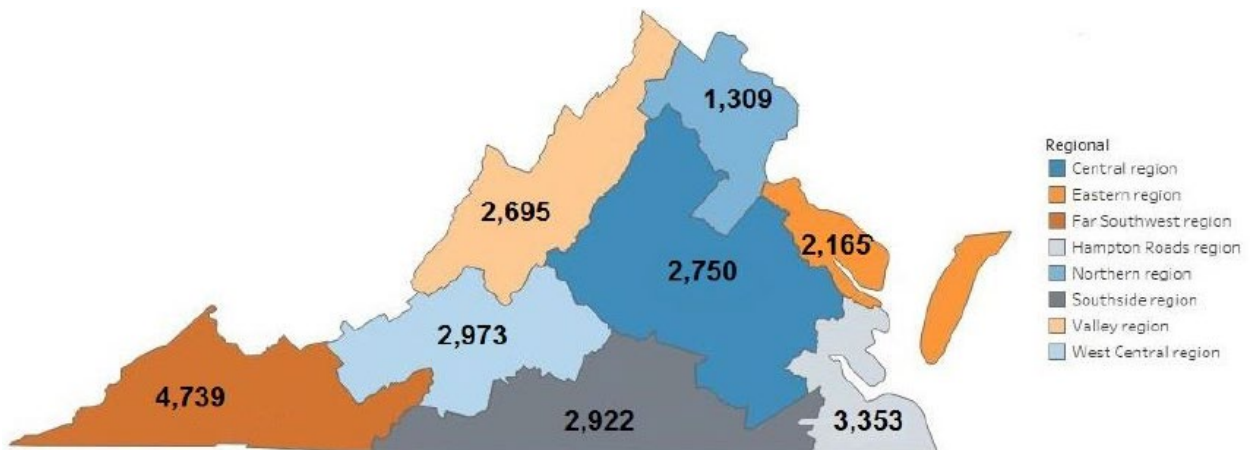 1,309
2,695
2,165
2,750
2,973
4,739
2,922
3,353
Regional
Central region
Eastern region
Far Southwest region
Hampton Roads region
Northern region
Southside region
Valley region
West Central region